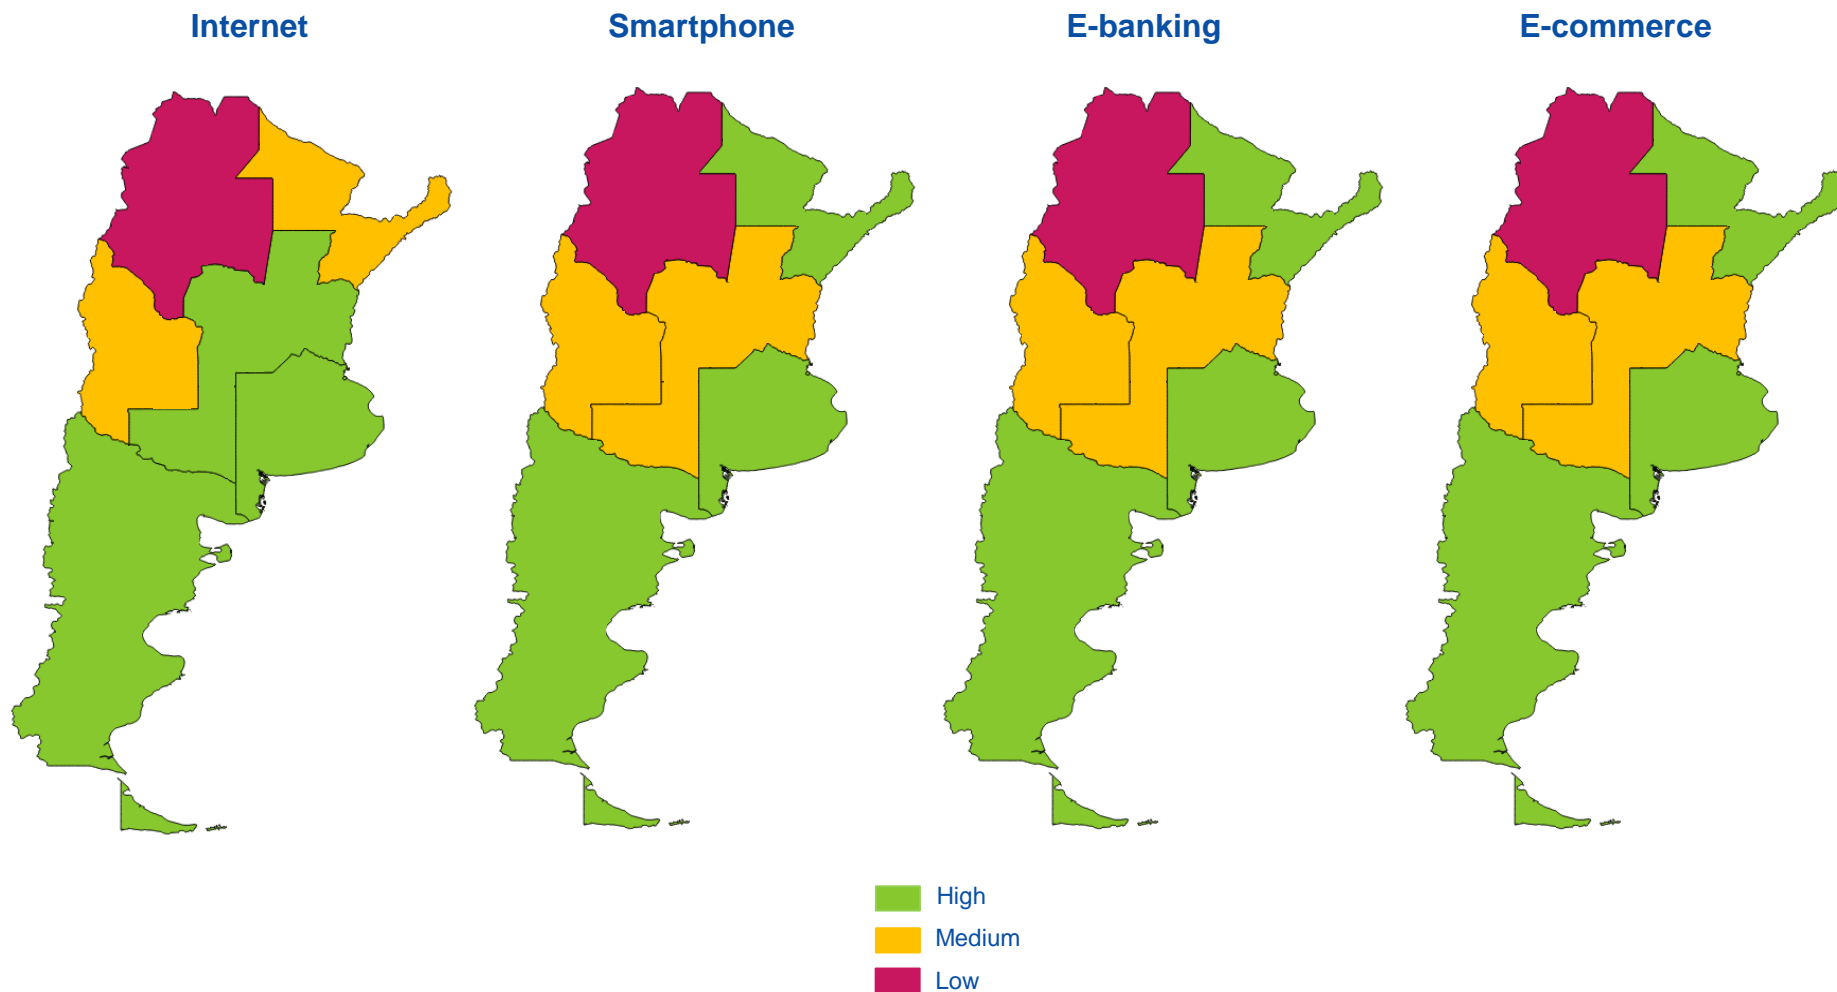 Internet
Smartphone
E-banking
E-commerce
High
Medium
Low